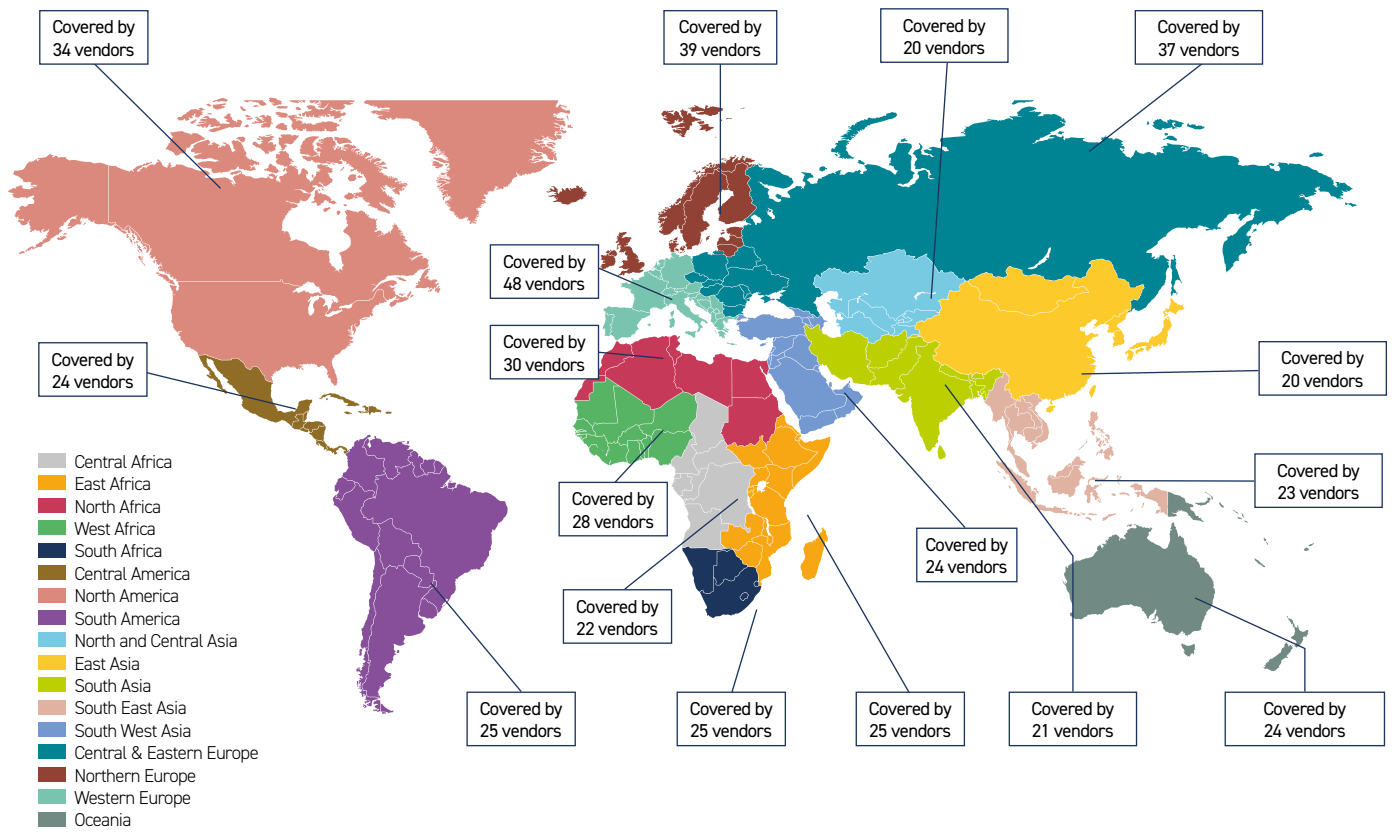 Covered by
34 vendors
Covered by
39 vendors
Covered by
20 vendors
Covered by
37 vendors
Covered by
48 vendors
Covered by
30 vendors
Covered by
24 vendors
Covered by
20 vendors
Covered by
23 vendors
Covered by
28 vendors
Covered by
24 vendors
Covered by
22 vendors
Covered by
25 vendors
Covered by
25 vendors
Covered by
25 vendors
Covered by
21 vendors
Covered by
24 vendors
Central Africa
East Africa
North Africa
West Africa
South Africa
Central America
North America
South America
North and Central Asia
East Asia
South Asia
South East Asia
South West Asia
Central & Eastern Europe
Northern Europe
Western Europe
Oceania